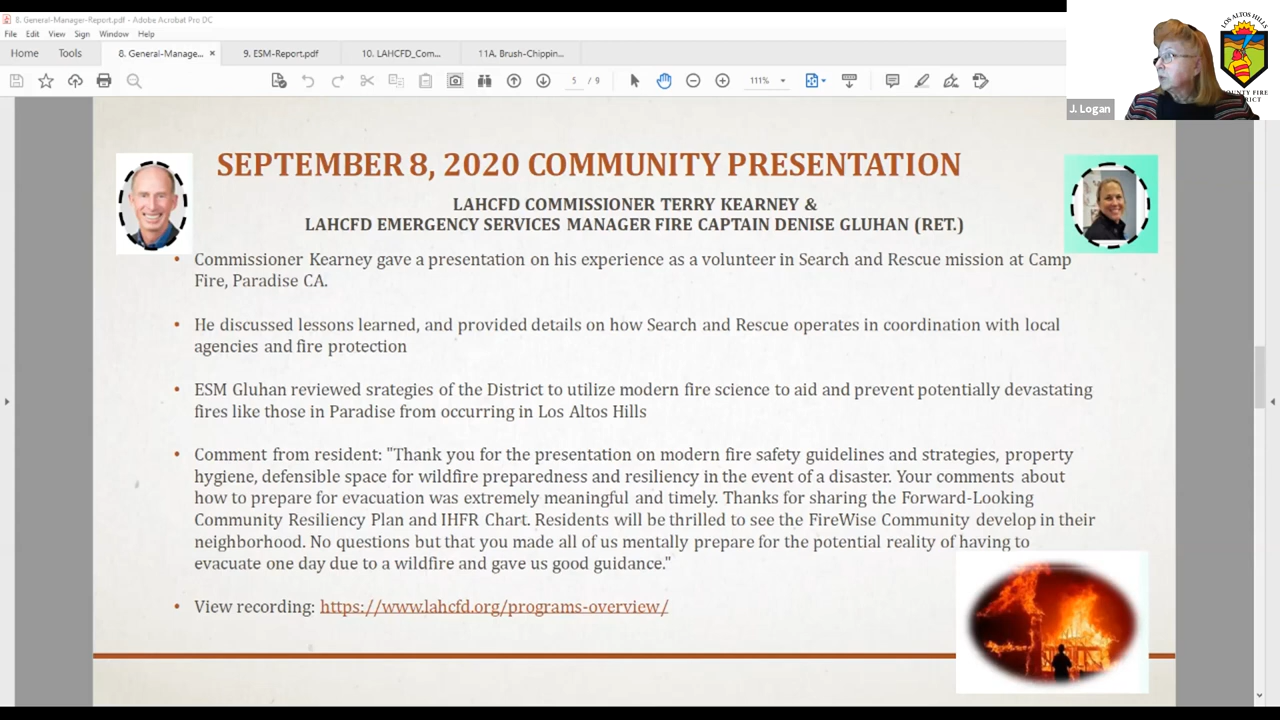 8. General-Manager-Report.pdf - Adobe Acrobat Pro DC
File Edit View Sign Window Help
Home Tools 8. General-Manage... × 9. ESM-Report.pdf 10. LAHCFD_Com... 11A. Brush-Chippin...
5 / 9 111%
LOS ALTOS HILLS
J. Logan
SEPTEMBER 8, 2020 COMMUNITY PRESENTATION
LAHCFD COMMISSIONER TERRY KEARNEY &
LAHCFD EMERGENCY SERVICES MANAGER FIRE CAPTAIN DENISE GLUHAN (RET.)
• Commissioner Kearney gave a presentation on his experience as a volunteer in Search and Rescue mission at Camp
Fire, Paradise CA.
• He discussed lessons learned, and provided details on how Search and Rescue operates in coordination with local
agencies and fire protection
• ESM Gluhan reviewed srategies of the District to utilize modern fire science to aid and prevent potentially devastating
fires like those in Paradise from occurring in Los Altos Hills
• Comment from resident: "Thank you for the presentation on modern fire safety guidelines and strategies, property
hygiene, defensible space for wildfire preparedness and resiliency in the event of a disaster. Your comments about
how to prepare for evacuation was extremely meaningful and timely. Thanks for sharing the Forward-Looking
Community Resiliency Plan and IHFR Chart. Residents will be thrilled to see the FireWise Community develop in their
neighborhood. No questions but that you made all of us mentally prepare for the potential reality of having to
evacuate one day due to a wildfire and gave us good guidance."
• View recording: https://www.lahcfd.org/programs-overview/